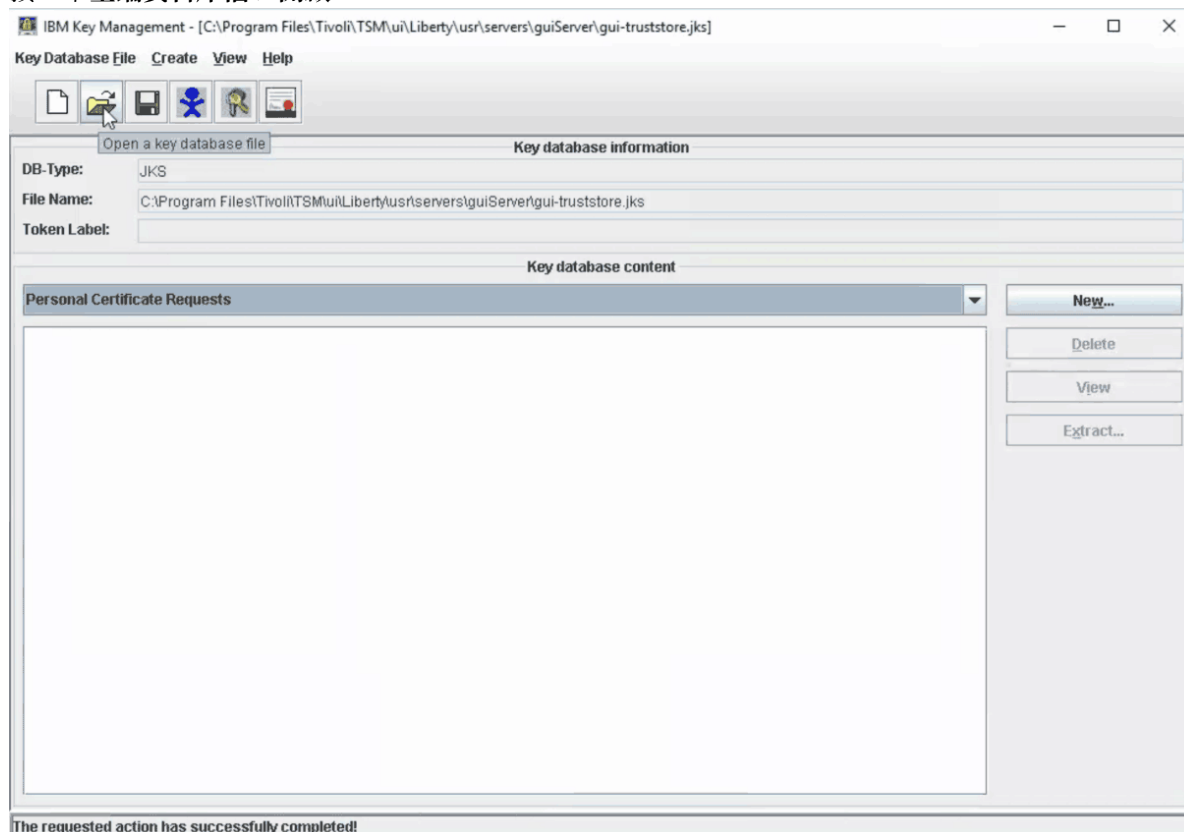 IBM Key Management - [C:\Program Files\Tivoli\TSM\ui\Liberty\usr\servers\guiServer\gui-truststore.jks]
Key Database File Create View Help
Open a key database file
Key database information
DB-Type: JKS
File Name: C:\Program Files\Tivoli\TSM\ui\Liberty\usr\servers\guiServer\gui-truststore.jks
Token Label:
Key database content
Personal Certificate Requests
New...
Delete
View
Extract...
The requested action has successfully completed!